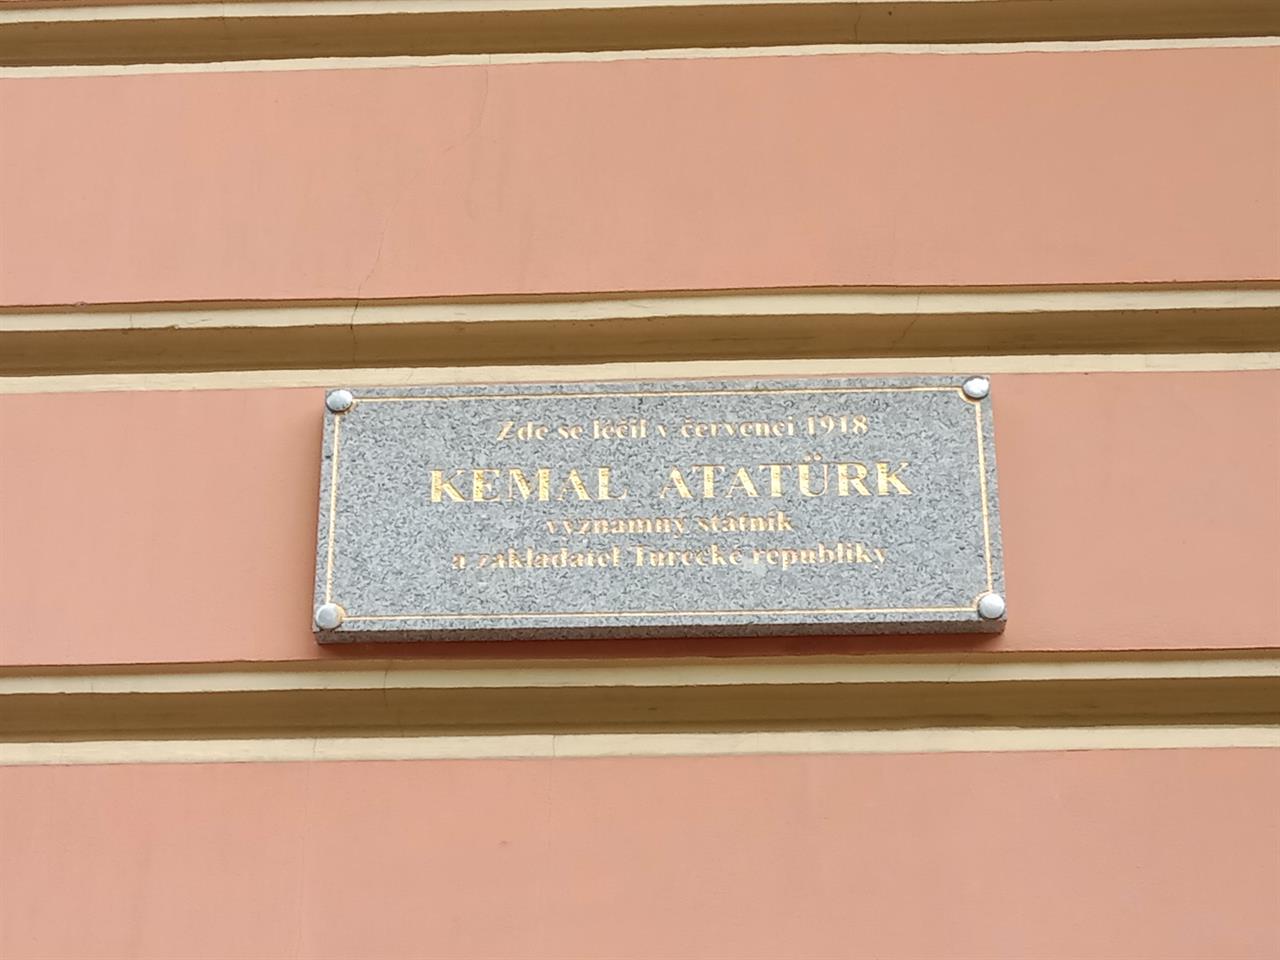 Zde se léčil v červenci 1918
KEMAL ATATÜRK
významný státník
a zakladatel Turecké republiky